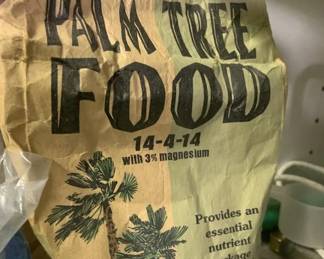 PALM TREE
FOOD
14-4-14
with 3% magnesium
Provides an
essential
nutrient